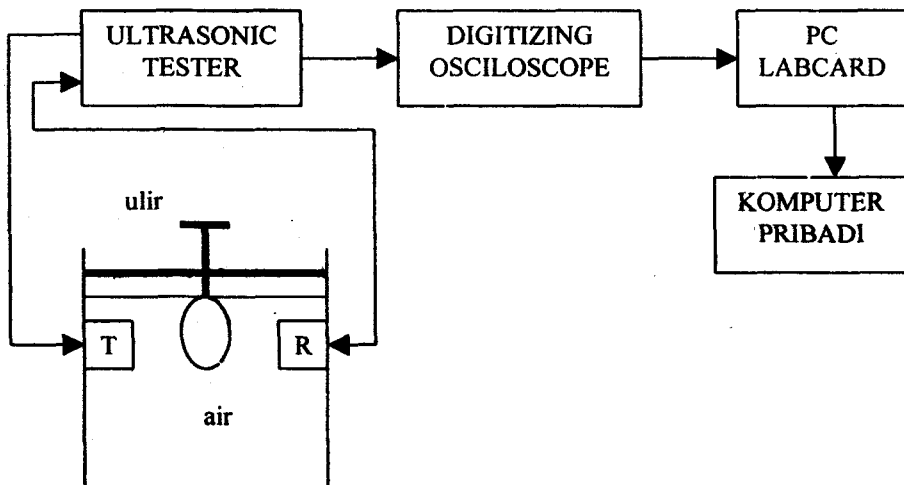 ULTRASONIC
TESTER
DIGITIZING
OSCILOSCOPE
PC
LABCARD
KOMPUTER
PRIBADI
ulir
T
R
air